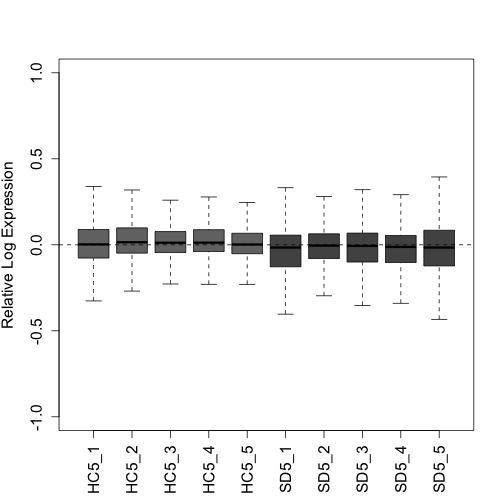 Relative Log Expression
1.0
0.5
0.0
-0.5
-1.0
HC5_1
HC5_2
HC5_3
HC5_4
HC5_5
SD5_1
SD5_2
SD5_3
SD5_4
SD5_5